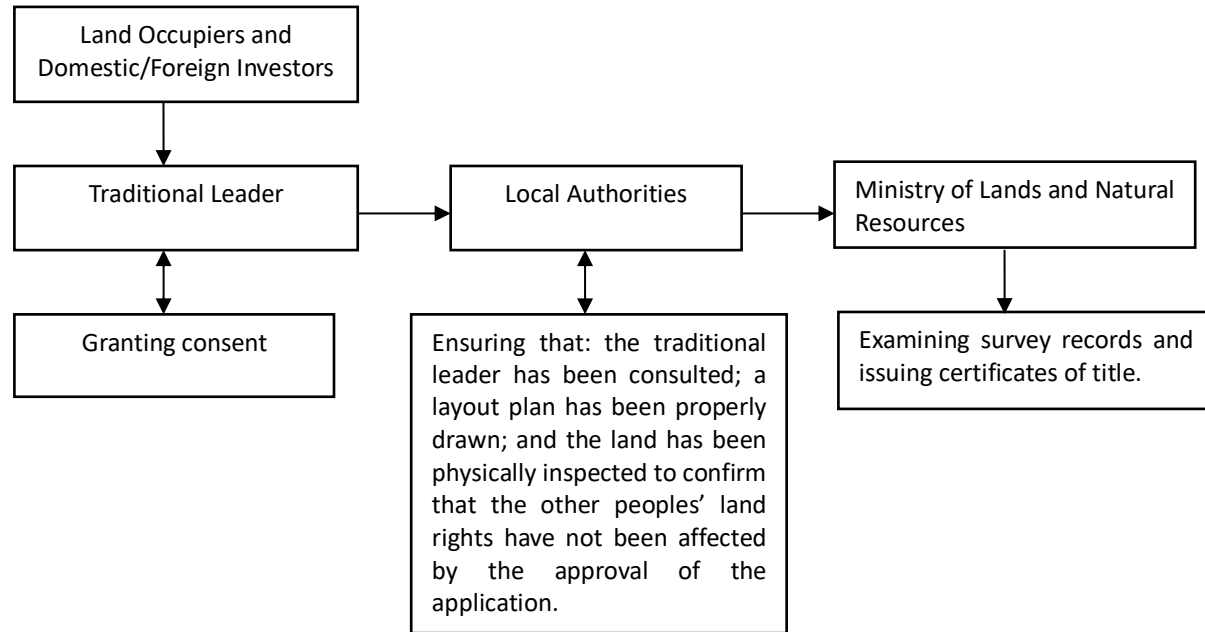 Land Occupiers and
Domestic/Foreign Investors
Traditional Leader
Local Authorities
Ministry of Lands and Natural
Resources
Granting consent
Ensuring that: the traditional
leader has been consulted; a
layout plan has been properly
drawn; and the land has been
physically inspected to confirm
that the other peoples’ land
rights have not been affected
by the approval of the
application.
Examining survey records and
issuing certificates of title.